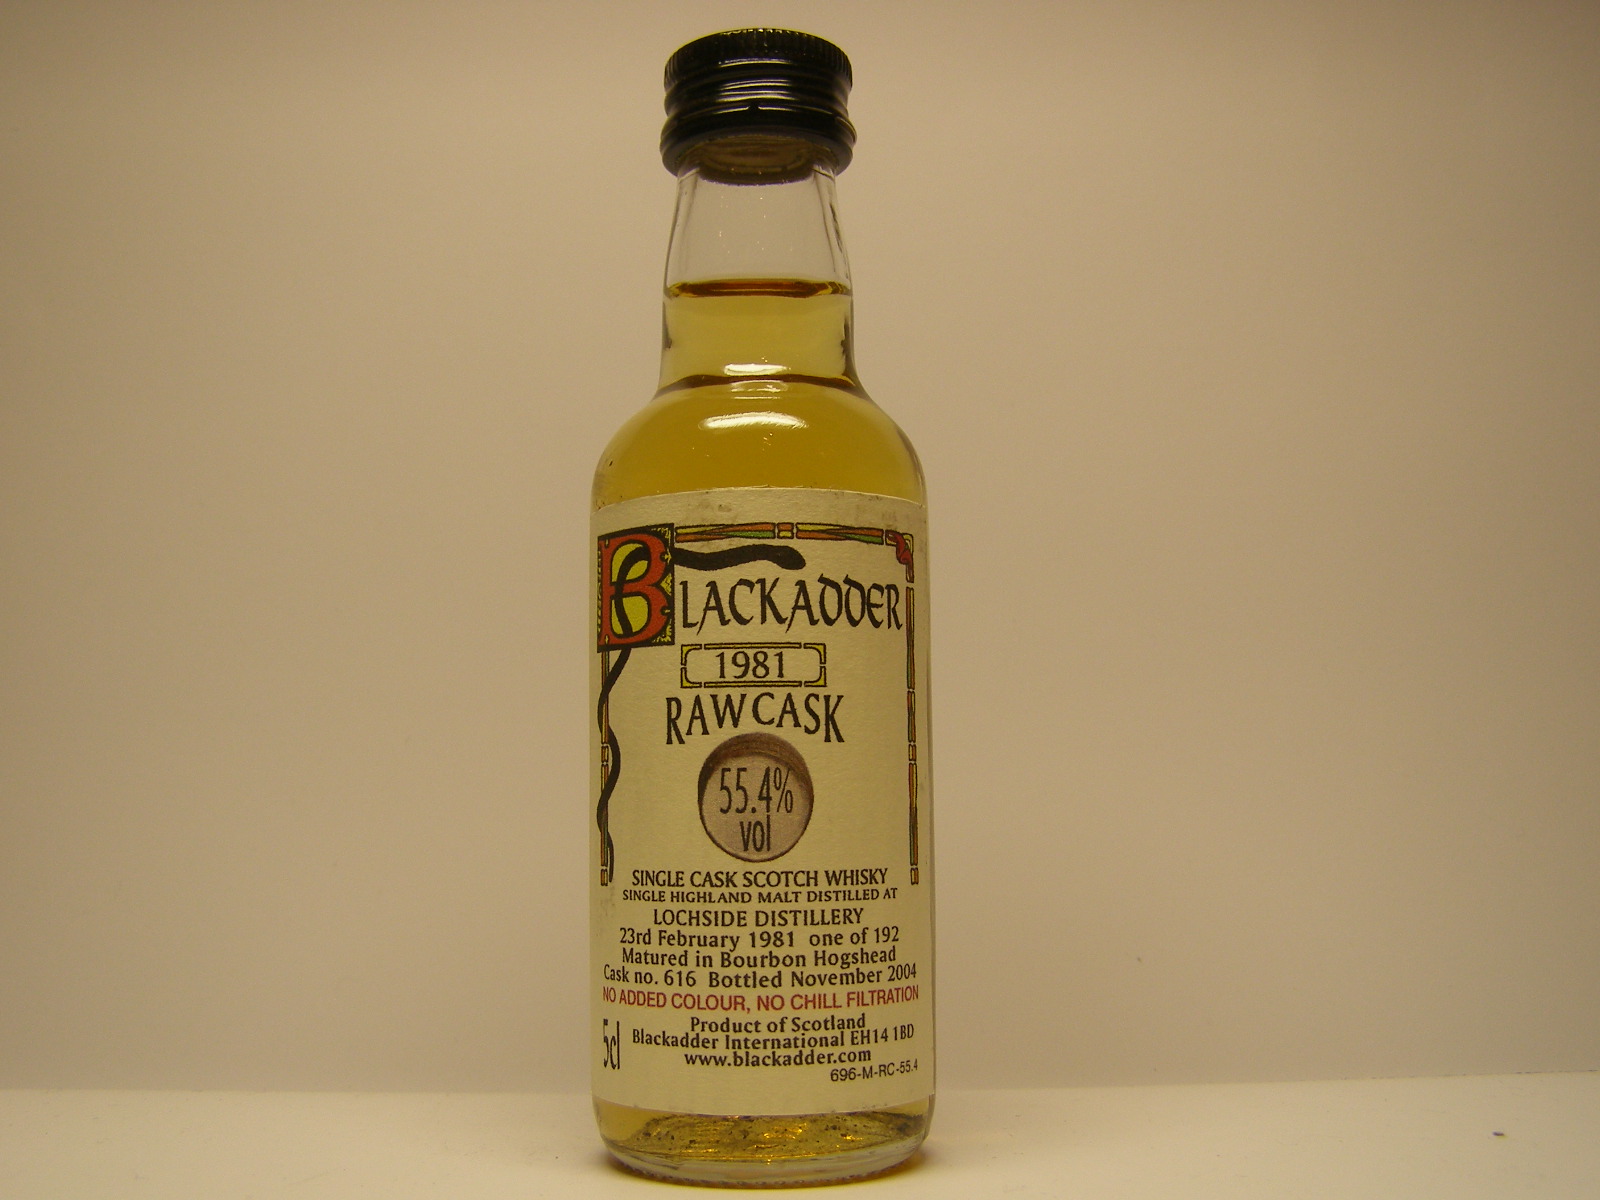 BLACKADDER
1981
RAW CASK
55.4%
vol
SINGLE CASK SCOTCH WHISKY
SINGLE HIGHLAND MALT DISTILLED AT
LOCHSIDE DISTILLERY
23rd February 1981 one of 192
Matured in Bourbon Hogshead
Cask no. 616 Bottled November 2004
NO ADDED COLOUR, NO CHILL FILTRATION
Product of Scotland
5cl Blackadder International EH14 1BD
www.blackadder.com
696-M-RC-55.4